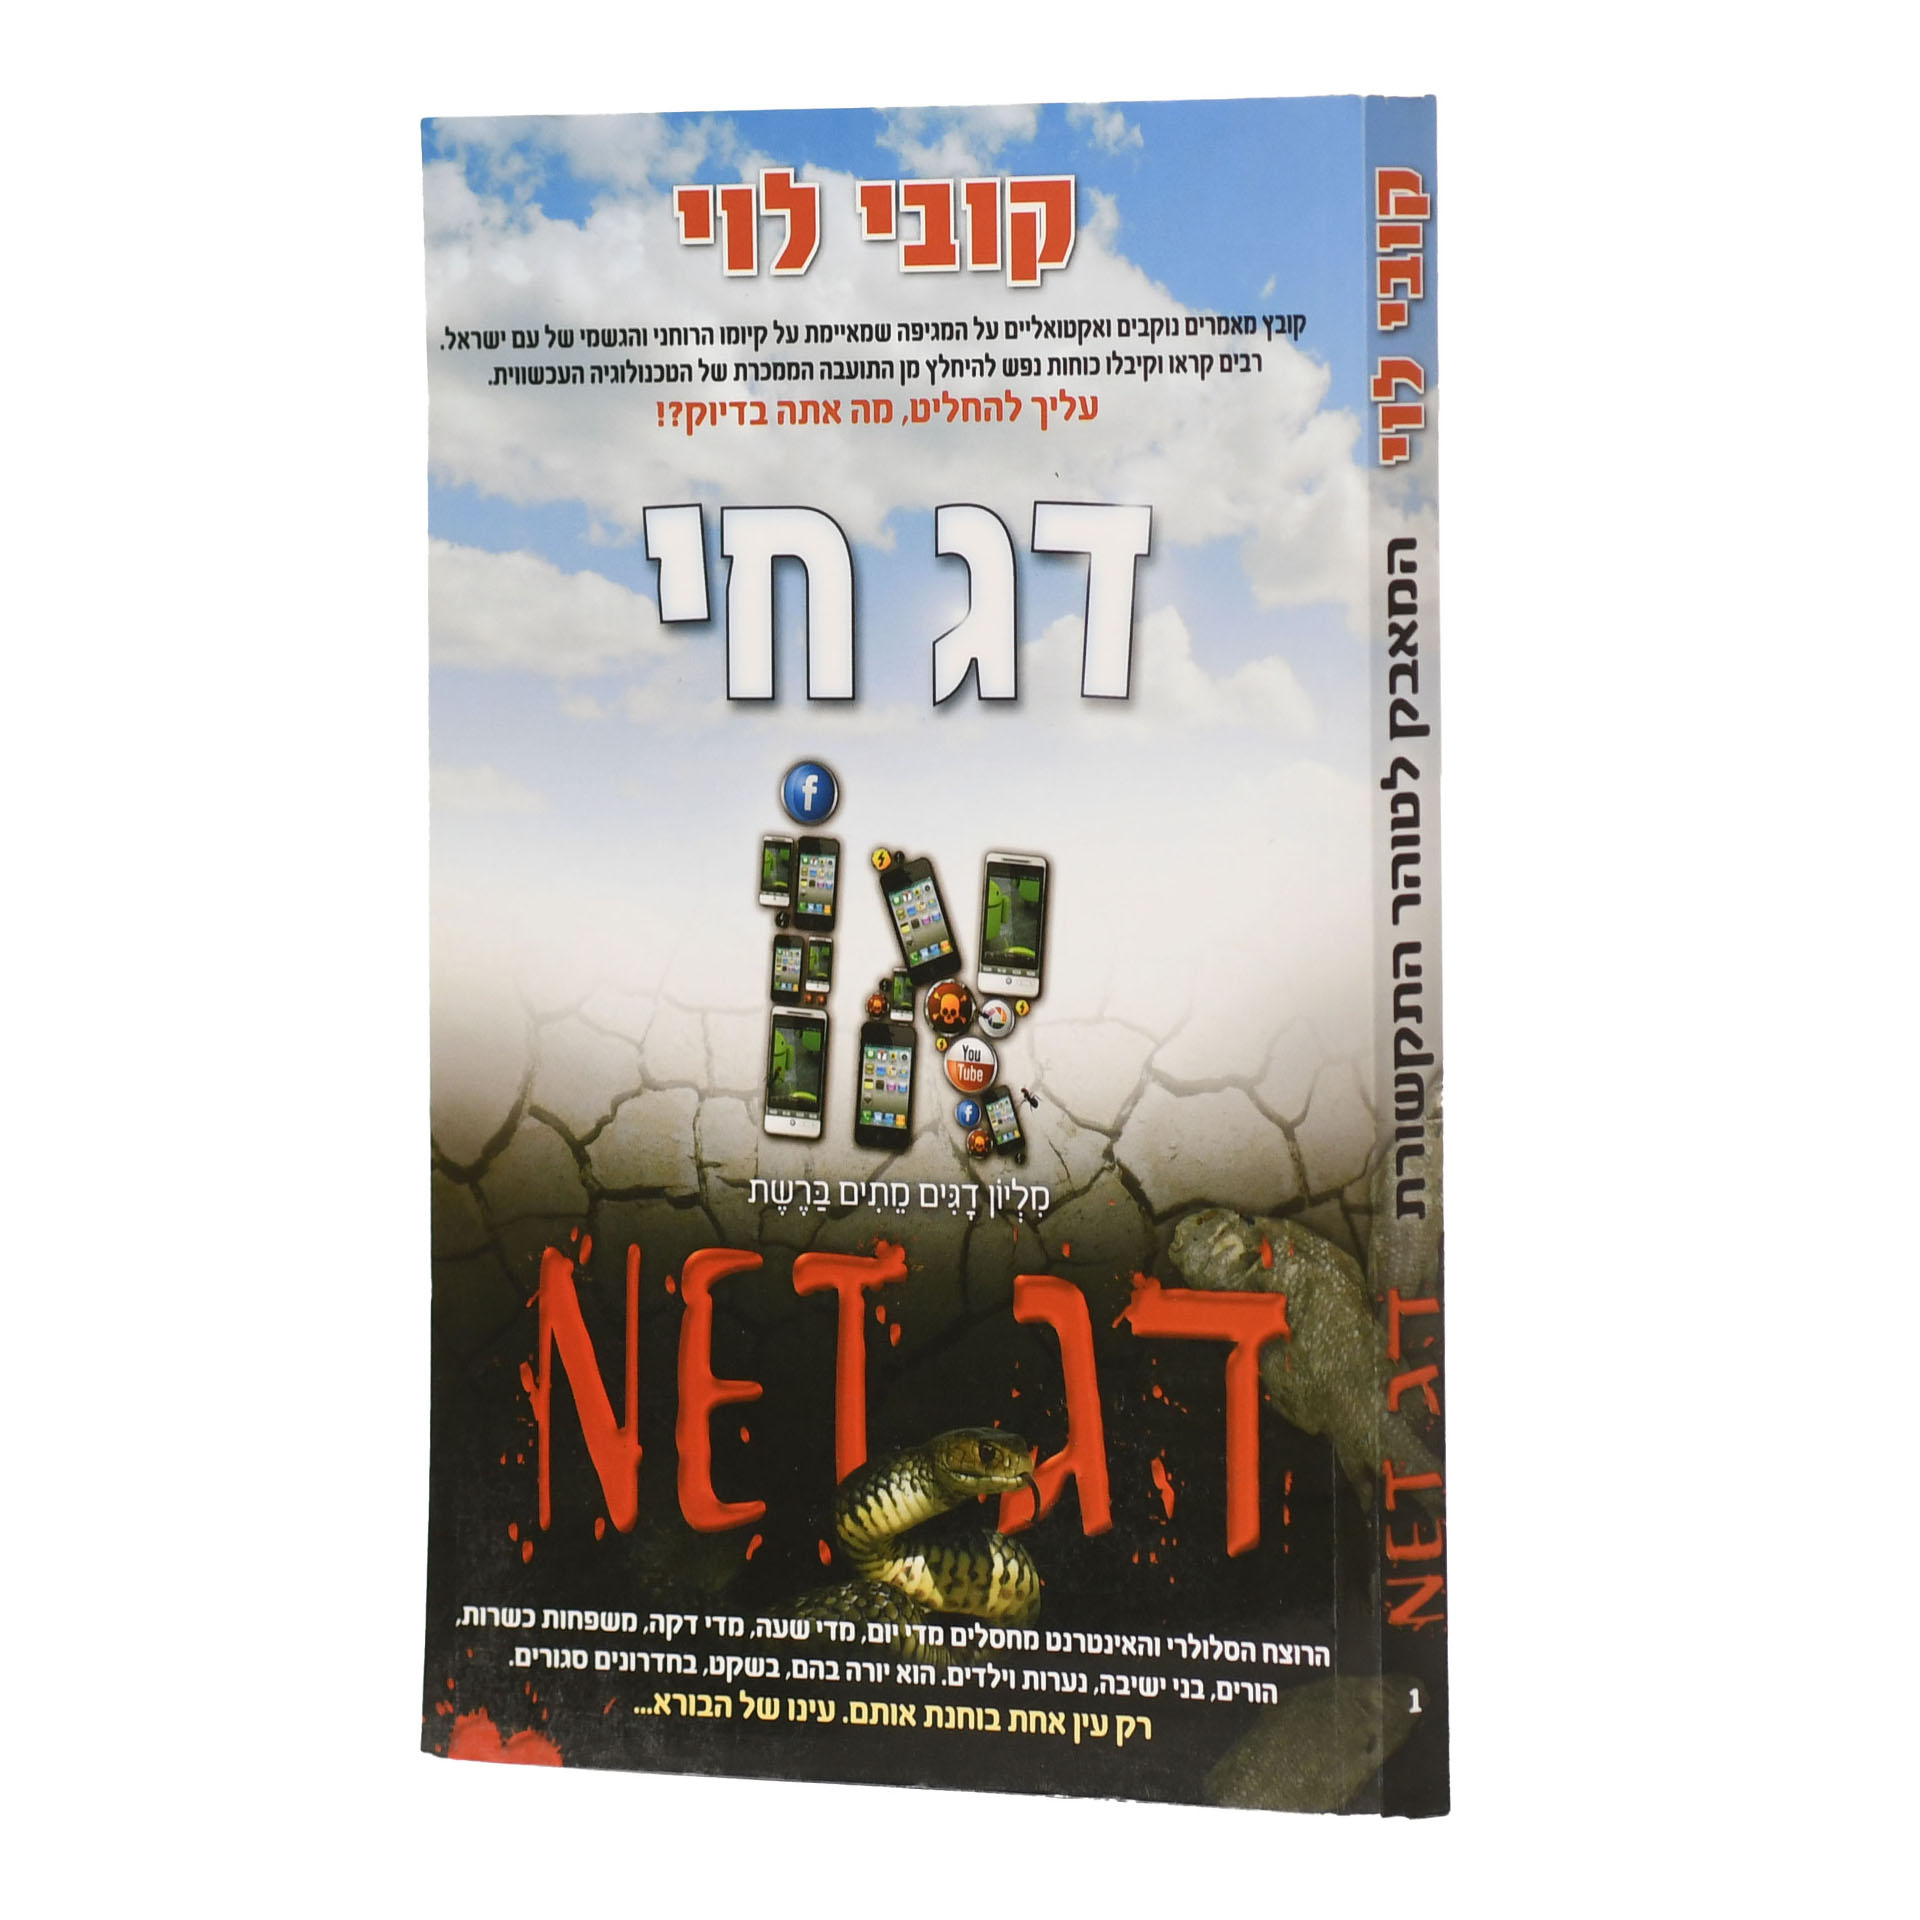 קובי לוי
קובץ מאמרים נוקבים ואקטואליים על המגיפה שמאיימת על קיומו הרוחני והגשמי של עם ישראל.
רבים קראו וקיבלו כוחות נפש להיחלץ מן התועבה הממכרת של הטכנולוגיה העכשווית.
עליך להחליט, מה אתה בדיוק?!
דג חי
או
f
You
Tube
f
מִלְיוֹן דָגִּים מֵתִים בַּרֶשֶת
דג NET
הרוצח הסלולרי והאינטרנט מחסלים מדי יום, מדי שעה, מדי דקה, משפחות כשרות,
הורים, בני ישיבה, נערות וילדים. הוא יורה בהם, בשקט, בחדרונים סגורים.
רק עין אחת בוחנת אותם. עינו של הבורא...
קובי לוי המאבק לטוהר התקשורת דג NET
1